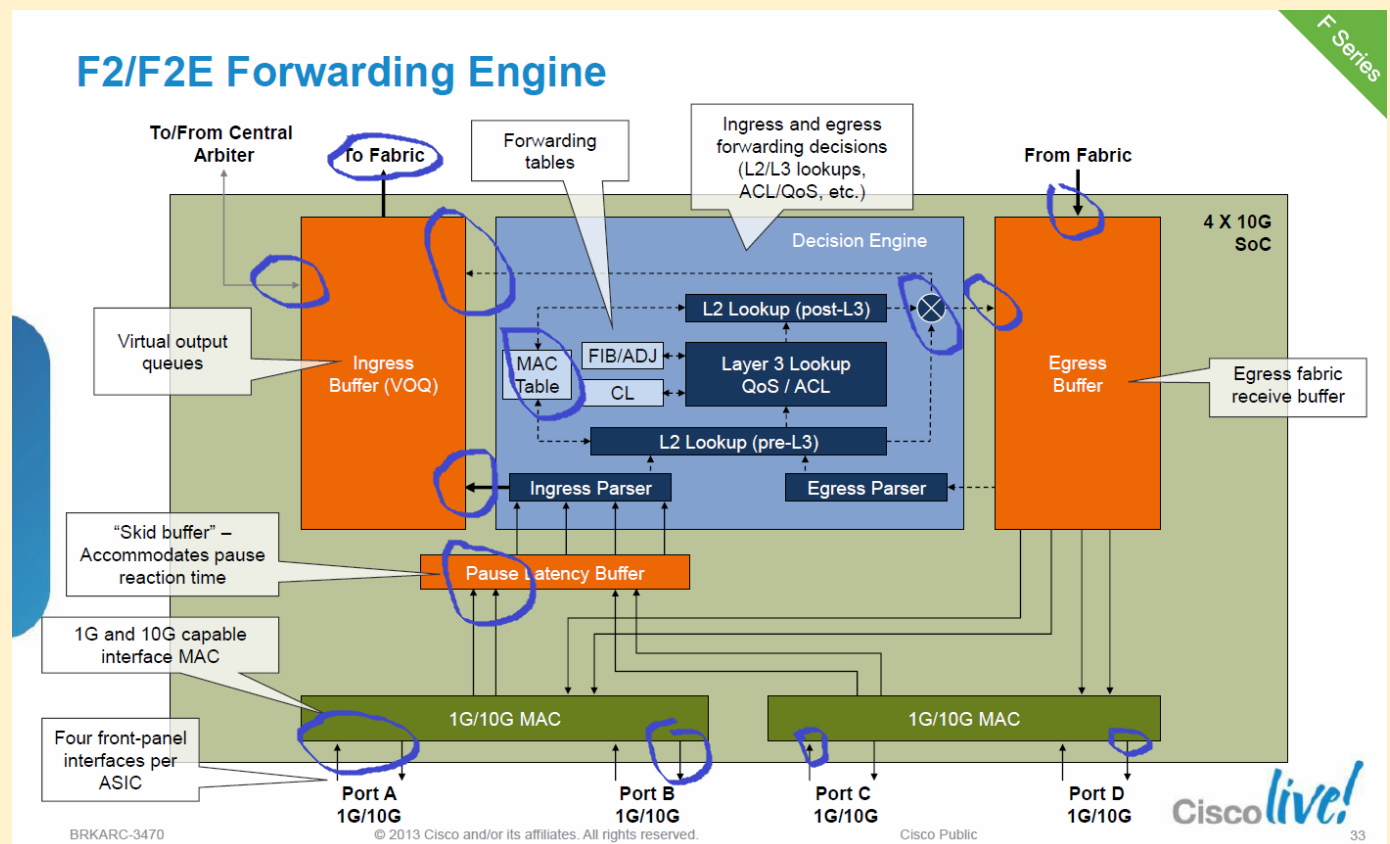 F Series
F2/F2E Forwarding Engine
To/From Central
Arbiter
To Fabric
Forwarding
tables
Ingress and egress
forwarding decisions
(L2/L3 lookups,
ACL/QoS, etc.)
From Fabric
4 X 10G
SoC
Decision Engine
Virtual output
queues
Ingress
Buffer (VOQ)
L2 Lookup (post-L3)
MAC
Table
FIB/ADJ
CL
Layer 3 Lookup
QoS / ACL
Egress
Buffer
Egress fabric
receive buffer
L2 Lookup (pre-L3)
Ingress Parser
Egress Parser
“Skid buffer” –
Accommodates pause
reaction time
Pause Latency Buffer
1G and 10G capable
interface MAC
1G/10G MAC
1G/10G MAC
Four front-panel
interfaces per
ASIC
Port A
1G/10G
Port B
1G/10G
Port C
1G/10G
Port D
1G/10G
Cisco live!
BRKARC-3470
© 2013 Cisco and/or its affiliates. All rights reserved.
Cisco Public
33